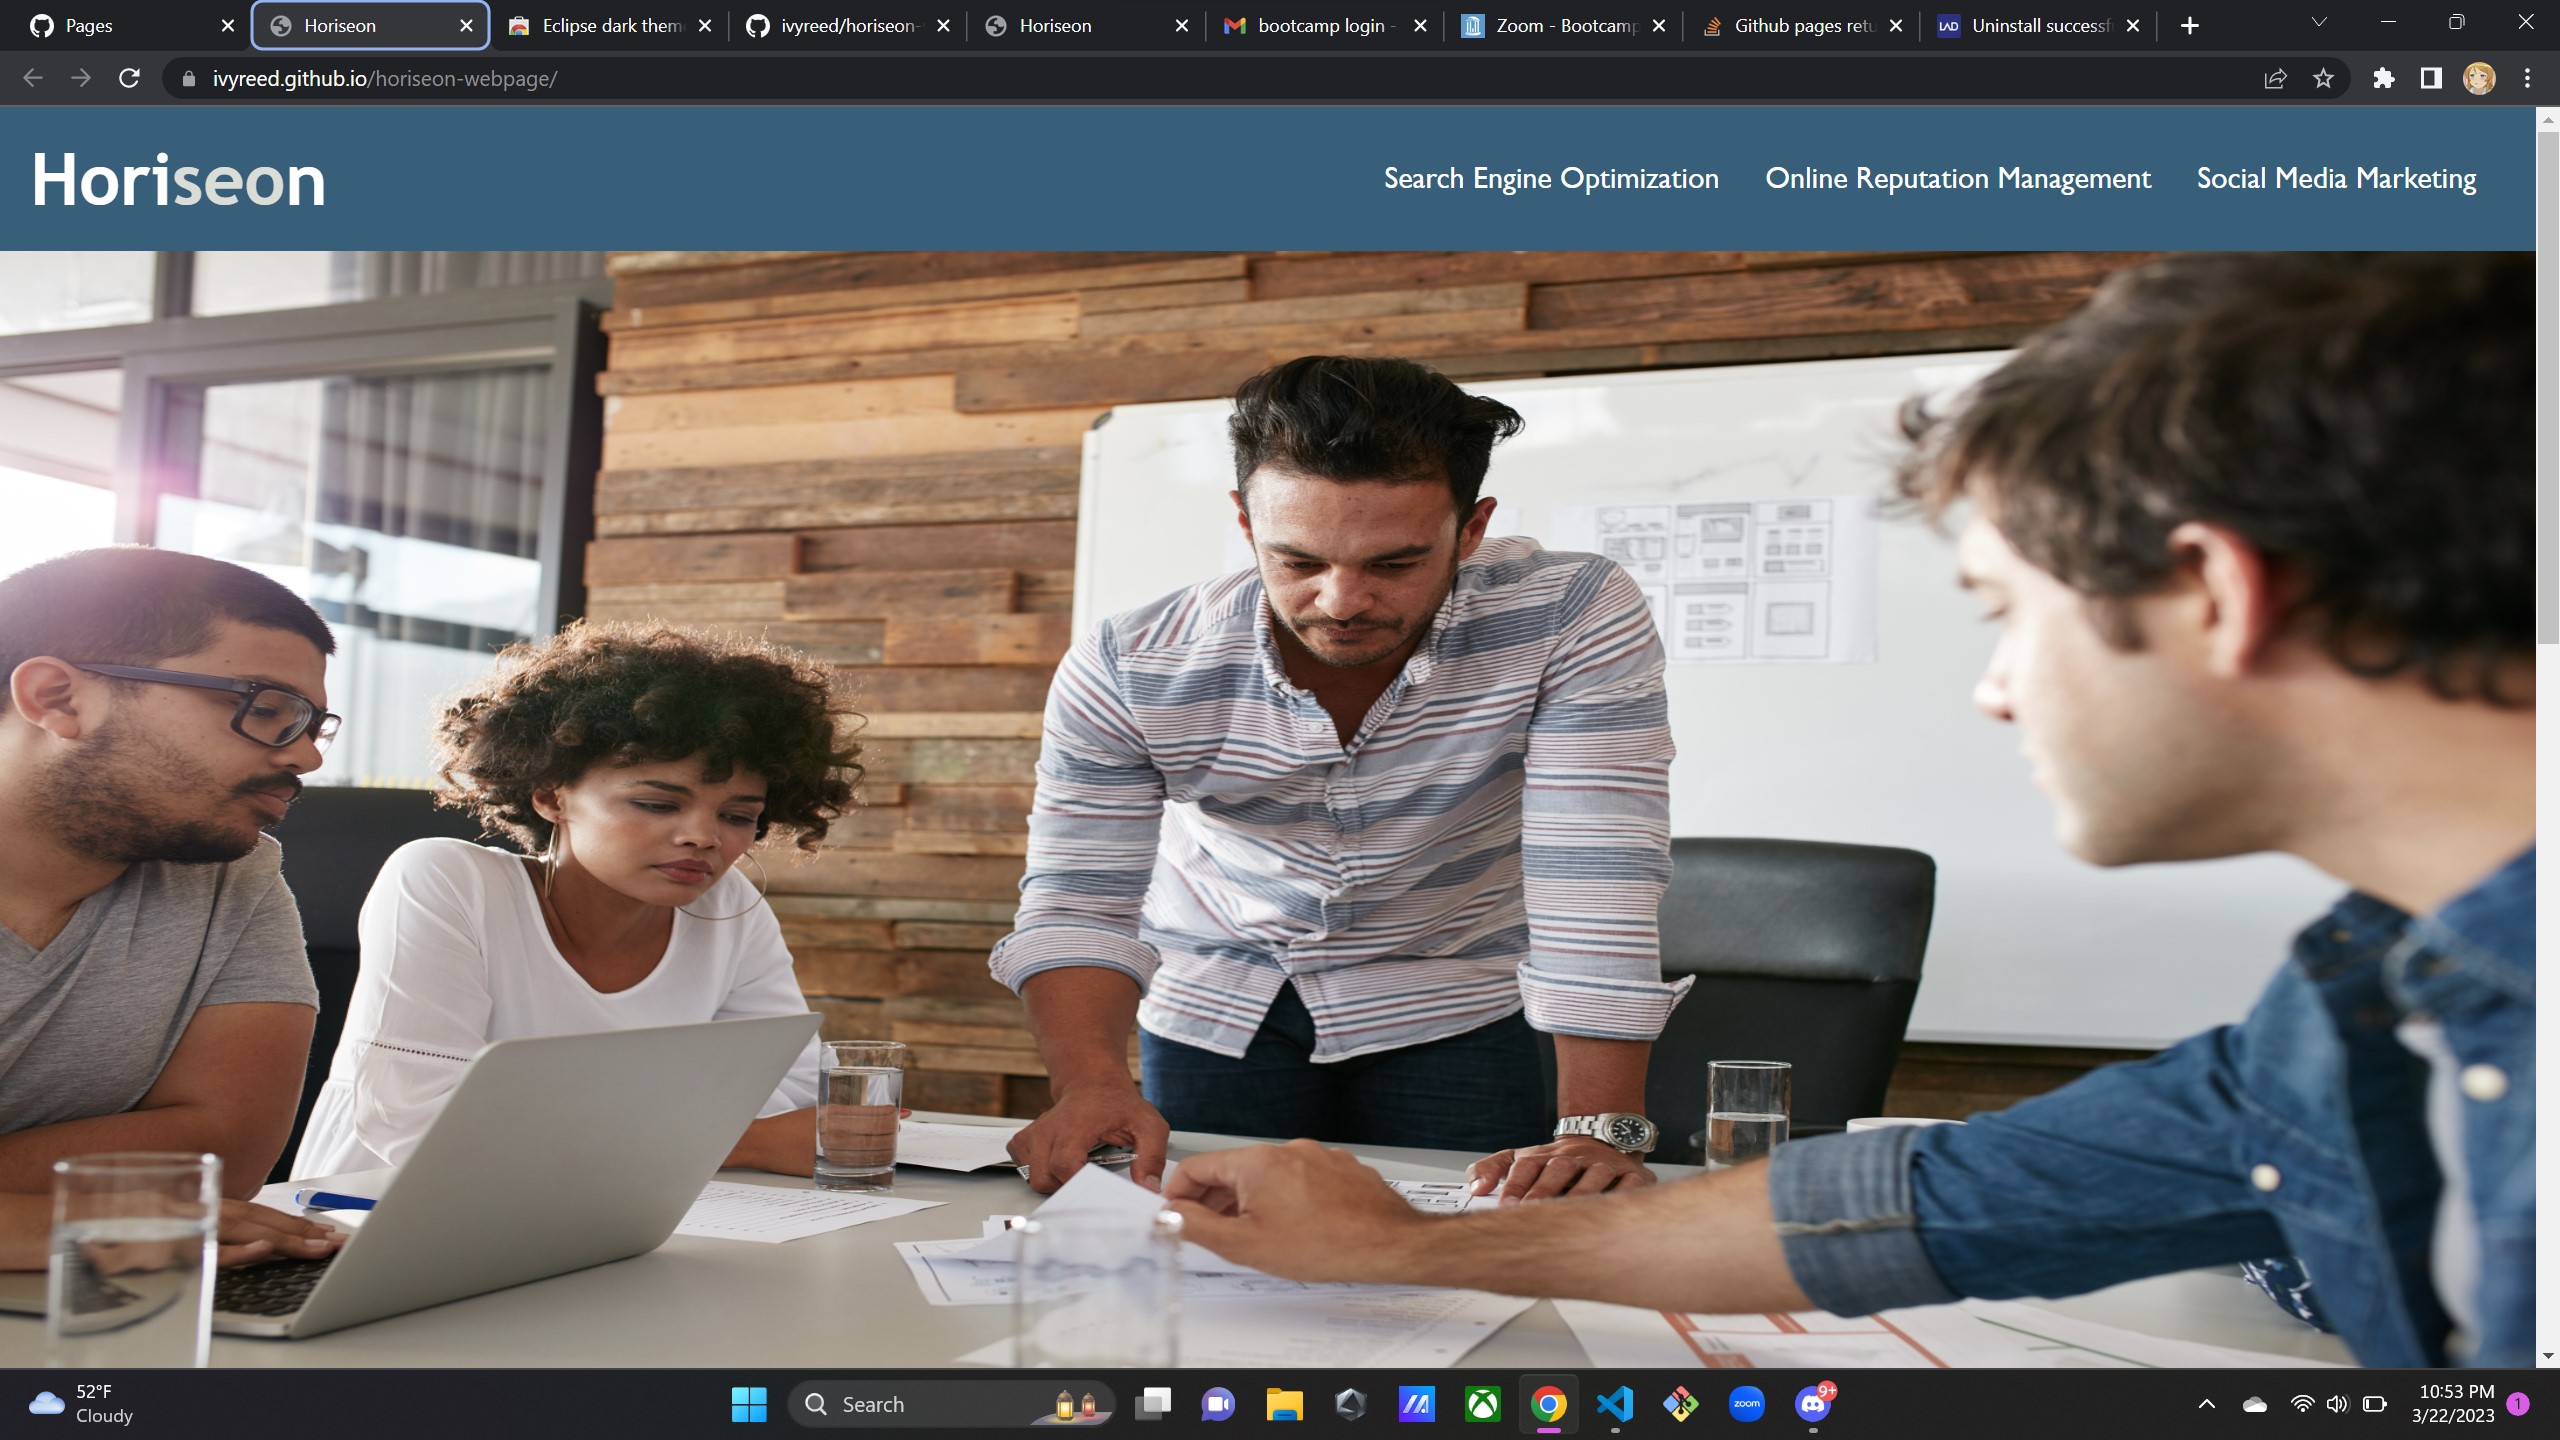 Pages
Horiseon
Eclipse dark them
ivyreed/horiseon-
Horiseon
bootcamp login -
Zoom - Bootcamp
Github pages retu
LAD
Uninstall successf
ivyreed.github.io/horiseon-webpage/
Horiseon
Search Engine Optimization
Online Reputation Management
Social Media Marketing
52°F
Cloudy
Search
zoom
9+
10:53 PM
3/22/2023
1